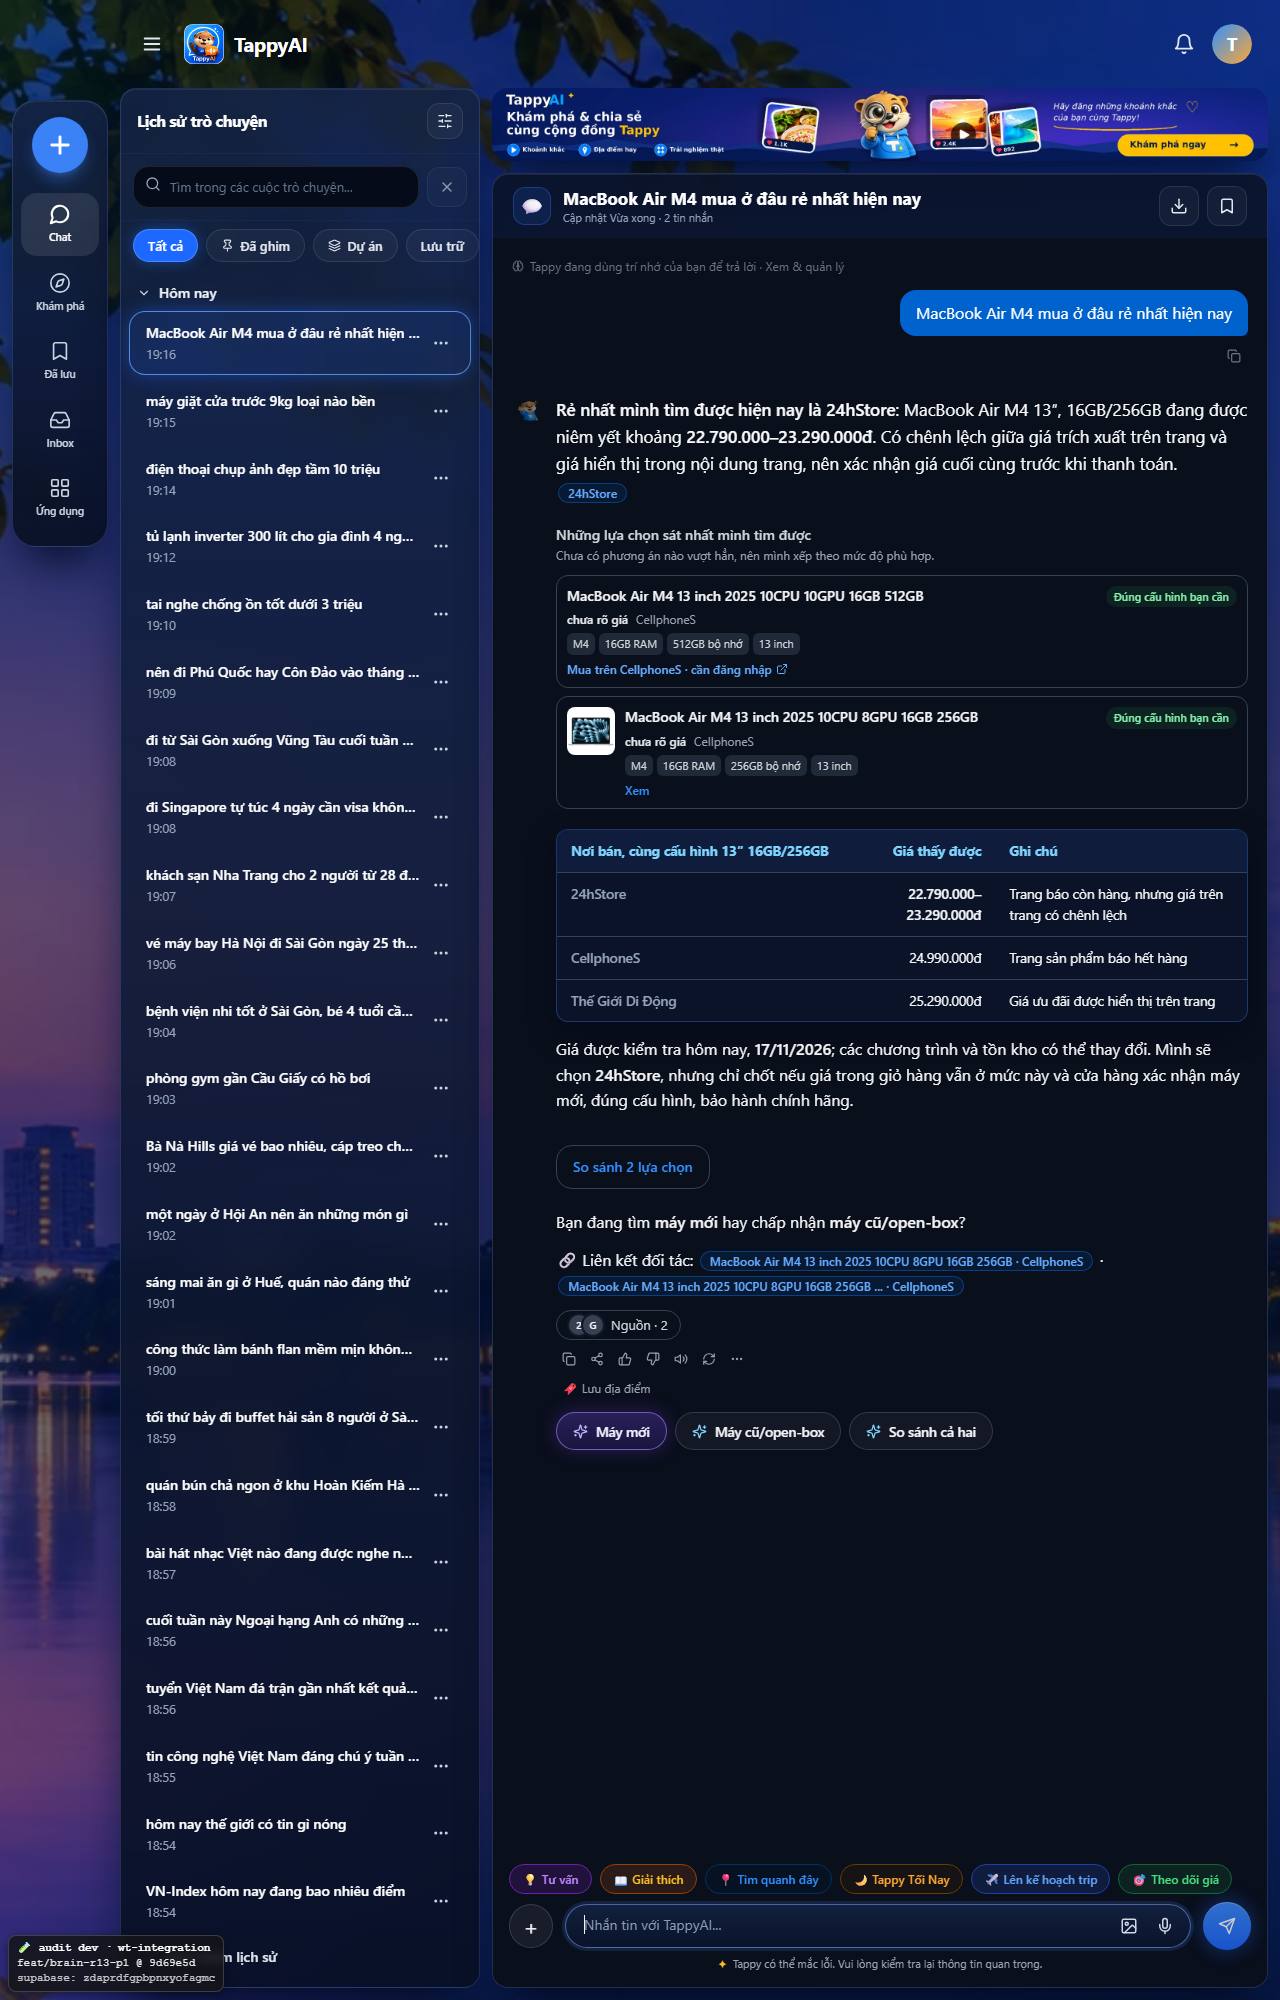 TappyAI
T
Chat
Khám phá
Đã lưu
Inbox
Ứng dụng
Lịch sử trò chuyện
Tìm trong các cuộc trò chuyện...
Tất cả
Đã ghim
Dự án
Lưu trữ
Hôm nay
MacBook Air M4 mua ở đâu rẻ nhất hiện ...
19:16
máy giặt cửa trước 9kg loại nào bền
19:15
điện thoại chụp ảnh đẹp tầm 10 triệu
19:14
tủ lạnh inverter 300 lít cho gia đình 4 ng...
19:12
tai nghe chống ồn tốt dưới 3 triệu
19:10
nên đi Phú Quốc hay Côn Đảo vào tháng ...
19:09
đi từ Sài Gòn xuống Vũng Tàu cuối tuần ...
19:08
đi Singapore tự túc 4 ngày cần visa khôn...
19:08
khách sạn Nha Trang cho 2 người từ 28 đ...
19:07
vé máy bay Hà Nội đi Sài Gòn ngày 25 th...
19:06
bệnh viện nhi tốt ở Sài Gòn, bé 4 tuổi cầ...
19:04
phòng gym gần Cầu Giấy có hồ bơi
19:03
Bà Nà Hills giá vé bao nhiêu, cáp treo ch...
19:02
một ngày ở Hội An nên ăn những món gì
19:02
sáng mai ăn gì ở Huế, quán nào đáng thử
19:01
công thức làm bánh flan mềm mịn khôn...
19:00
tối thứ bảy đi buffet hải sản 8 người ở Sà...
18:59
quán bún chả ngon ở khu Hoàn Kiếm Hà ...
18:58
bài hát nhạc Việt nào đang được nghe n...
18:57
cuối tuần này Ngoại hạng Anh có những ...
18:56
tuyển Việt Nam đá trận gần nhất kết quả...
18:56
tin công nghệ Việt Nam đáng chú ý tuần ...
18:55
hôm nay thế giới có tin gì nóng
18:54
VN-Index hôm nay đang bao nhiêu điểm
18:54
lịch sử
audit dev · wt-integration
feat/brain-r13-p1 @ 9d69e5d
supabase: zdaprdfgpbpnxyofagmc
TappyAI
Khám phá & chia sẻ
cùng cộng đồng Tappy
Khoảnh khắc
Địa điểm hay
Trải nghiệm thật
1.1K
2.4K
892
Hãy đăng những khoảnh khắc
của bạn cùng Tappy!
Khám phá ngay →
MacBook Air M4 mua ở đâu rẻ nhất hiện nay
Cập nhật Vừa xong · 2 tin nhắn
Tappy đang dùng trí nhớ của bạn để trả lời · Xem & quản lý
MacBook Air M4 mua ở đâu rẻ nhất hiện nay
Rẻ nhất mình tìm được hiện nay là 24hStore: MacBook Air M4 13”, 16GB/256GB đang được
niêm yết khoảng 22.790.000–23.290.000đ. Có chênh lệch giữa giá trích xuất trên trang và
giá hiển thị trong nội dung trang, nên xác nhận giá cuối cùng trước khi thanh toán.
24hStore
Những lựa chọn sát nhất mình tìm được
Chưa có phương án nào vượt hẳn, nên mình xếp theo mức độ phù hợp.
MacBook Air M4 13 inch 2025 10CPU 10GPU 16GB 512GB
Đúng cấu hình bạn cần
chưa rõ giá CellphoneS
M4 16GB RAM 512GB bộ nhớ 13 inch
Mua trên CellphoneS · cần đăng nhập
MacBook Air M4 13 inch 2025 10CPU 8GPU 16GB 256GB
Đúng cấu hình bạn cần
chưa rõ giá CellphoneS
M4 16GB RAM 256GB bộ nhớ 13 inch
Xem
Nơi bán, cùng cấu hình 13” 16GB/256GB Giá thấy được Ghi chú
24hStore 22.790.000– Trang báo còn hàng, nhưng giá trên
23.290.000đ trang có chênh lệch
CellphoneS 24.990.000đ Trang sản phẩm báo hết hàng
Thế Giới Di Động 25.290.000đ Giá ưu đãi được hiển thị trên trang
Giá được kiểm tra hôm nay, 17/11/2026; các chương trình và tồn kho có thể thay đổi. Mình sẽ
chọn 24hStore, nhưng chỉ chốt nếu giá trong giỏ hàng vẫn ở mức này và cửa hàng xác nhận máy
mới, đúng cấu hình, bảo hành chính hãng.
So sánh 2 lựa chọn
Bạn đang tìm máy mới hay chấp nhận máy cũ/open-box?
Liên kết đối tác: MacBook Air M4 13 inch 2025 10CPU 8GPU 16GB 256GB · CellphoneS ·
MacBook Air M4 13 inch 2025 10CPU 8GPU 16GB 256GB ... · CellphoneS
2 G Nguồn · 2
Lưu địa điểm
Máy mới
Máy cũ/open-box
So sánh cả hai
Tư vấn
Giải thích
Tìm quanh đây
Tappy Tối Nay
Lên kế hoạch trip
Theo dõi giá
Nhắn tin với TappyAI...
Tappy có thể mắc lỗi. Vui lòng kiểm tra lại thông tin quan trọng.